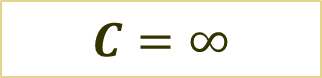 C = ∞